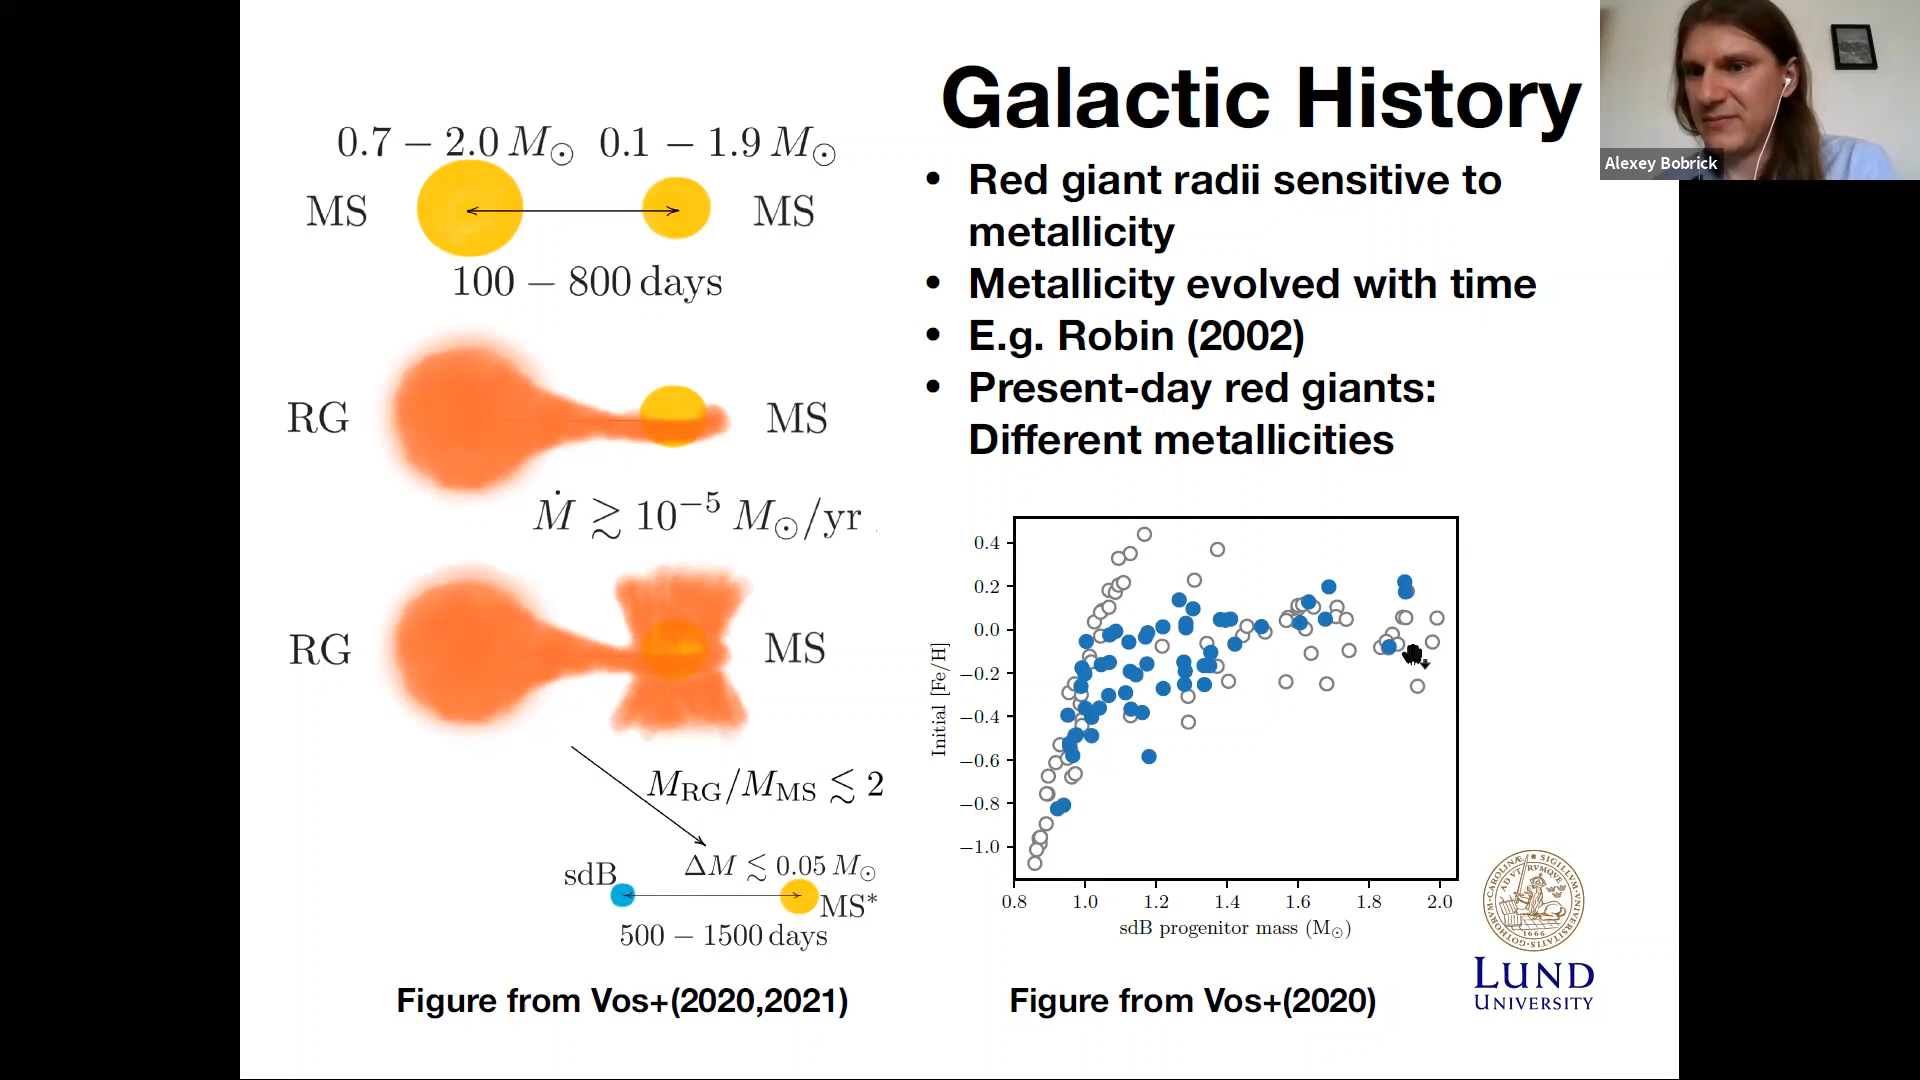 Galactic History
Alexey Bobrick
0.7 − 2.0 M⊙ 0.1 − 1.9 M⊙
MS MS
100 − 800 days
RG MS
Ṁ ≳ 10⁻⁵ M⊙/yr
RG MS
M_RG/M_MS ≲ 2
sdB ΔM ≲ 0.05 M⊙
MS*
500 − 1500 days
Figure from Vos+(2020,2021)
• Red giant radii sensitive to
metallicity
• Metallicity evolved with time
• E.g. Robin (2002)
• Present-day red giants:
Different metallicities
Initial [Fe/H]
0.4
0.2
0.0
−0.2
−0.4
−0.6
−0.8
−1.0
0.8 1.0 1.2 1.4 1.6 1.8 2.0
sdB progenitor mass (M⊙)
Figure from Vos+(2020)
1666
LUND
UNIVERSITY